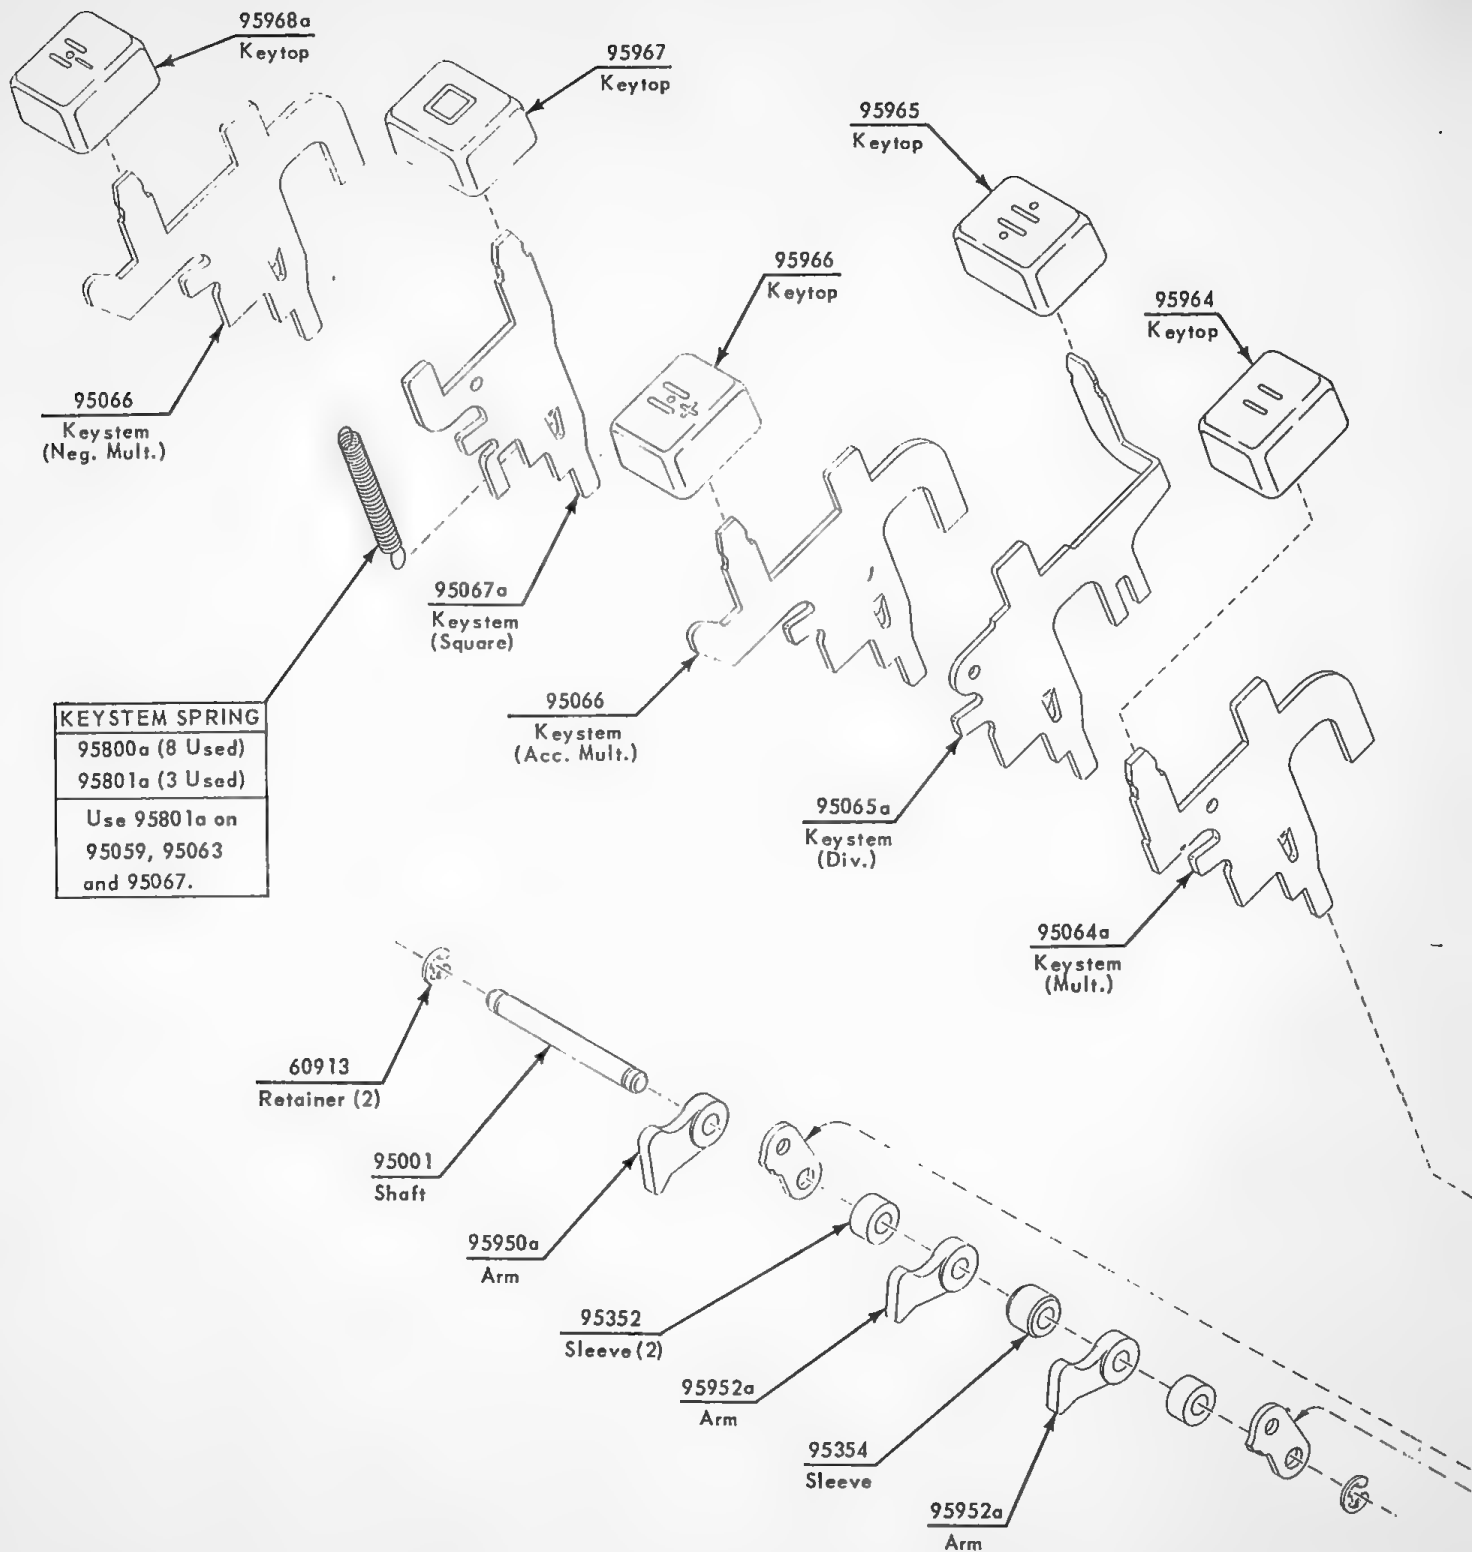 95968a
Keytop
95967
Keytop
95965
Keytop
95966
Keytop
95964
Keytop
95066
Keystem
(Neg. Mult.)
95067a
Keystem
(Square)
95066
Keystem
(Acc. Mult.)
KEYSTEM SPRING
95800a (8 Used)
95801a (3 Used)
Use 95801a on
95059, 95063
and 95067.
95065a
Keystem
(Div.)
95064a
Keystem
(Mult.)
60913
Retainer (2)
95001
Shaft
95950a
Arm
95352
Sleeve (2)
95952a
Arm
95354
Sleeve
95952a
Arm